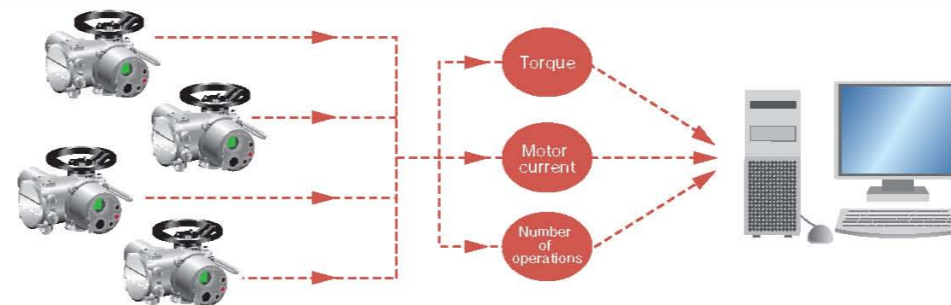 Torque
Motor
current
Number
of
operations